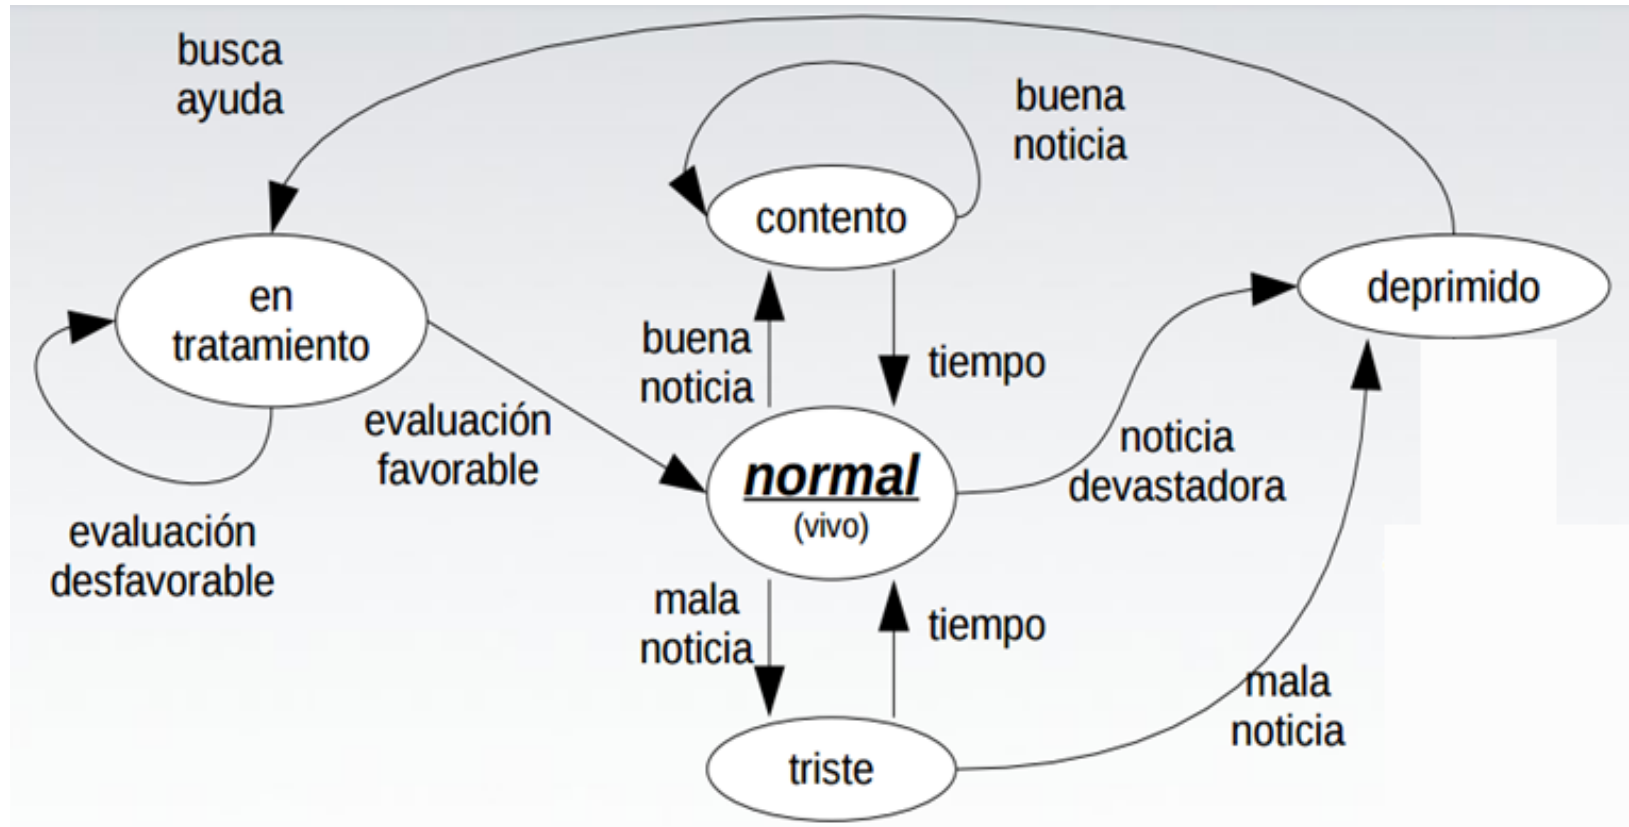 busca
ayuda
buena
noticia
contento
deprimido
en
tratamiento
buena
noticia
tiempo
evaluación
favorable
normal
(vivo)
noticia
devastadora
evaluación
desfavorable
mala
noticia
tiempo
mala
noticia
triste